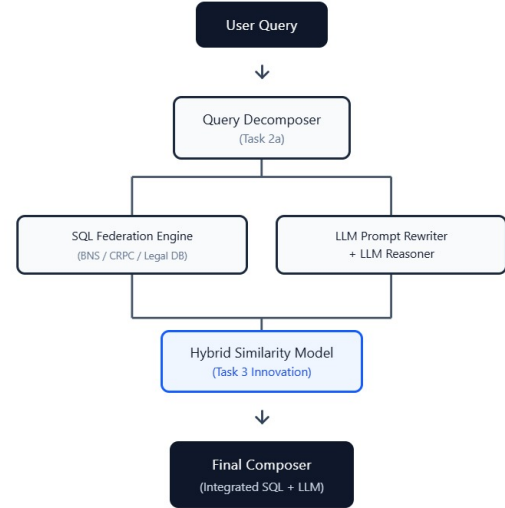 User Query
Query Decomposer
(Task 2a)
SQL Federation Engine
(BNS / CRPC / Legal DB)
LLM Prompt Rewriter
+ LLM Reasoner
Hybrid Similarity Model
(Task 3 Innovation)
Final Composer
(Integrated SQL + LLM)